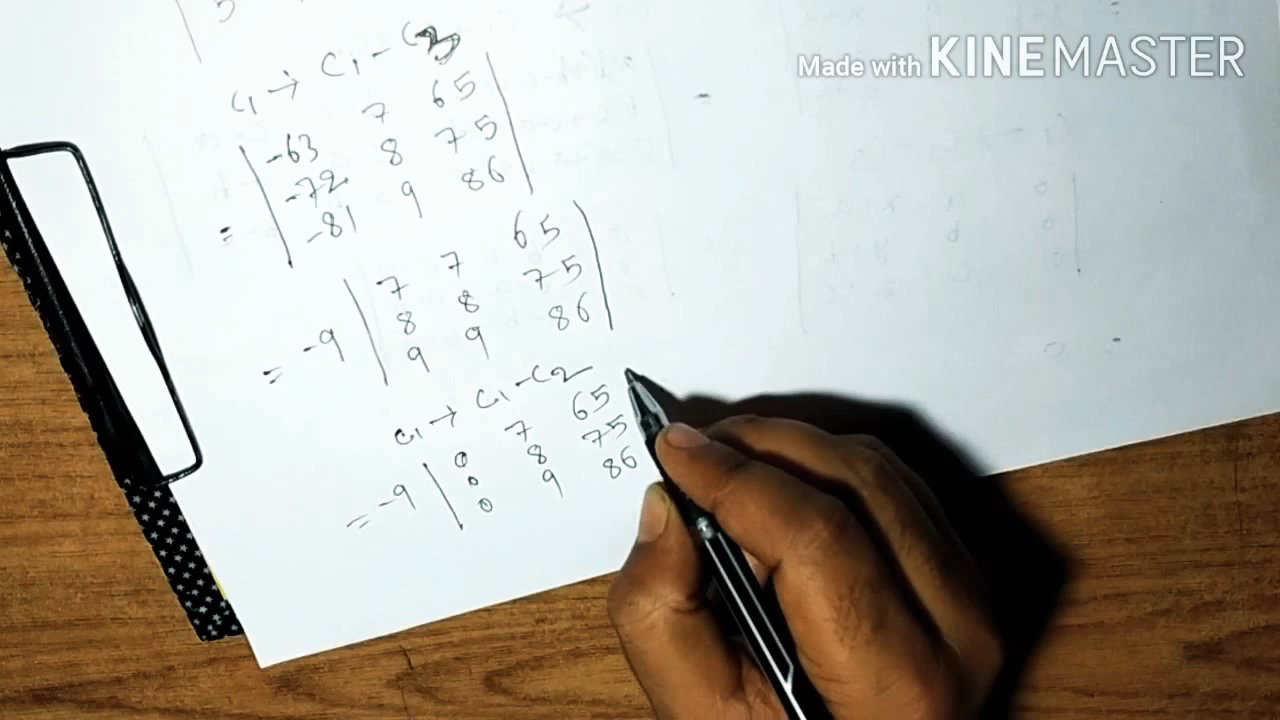 Made with KINEMASTER
5
C1 → C1 - C3
-63 7 65
-72 8 75
= -81 9 86
7 7 65
8 8 75
= -9 9 9 86
C1 → C1 - C2
0 7 65
0 8 75
= -9 0 9 86